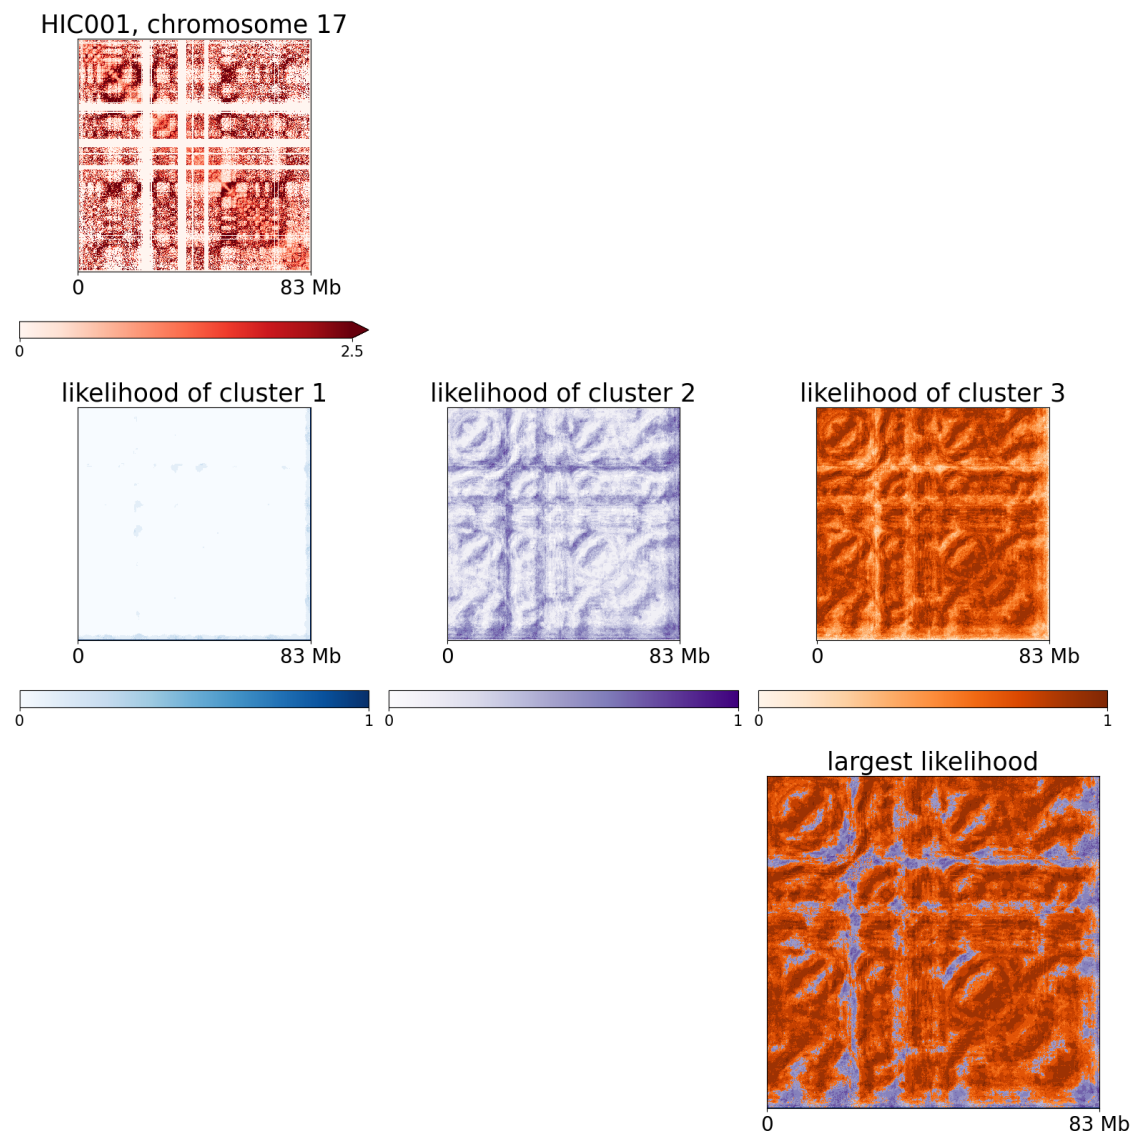 HIC001, chromosome 17
0 83 Mb
0 2.5
likelihood of cluster 1 likelihood of cluster 2 likelihood of cluster 3
0 83 Mb 0 83 Mb 0 83 Mb
0 1 0 1 0 1
largest likelihood
0 83 Mb